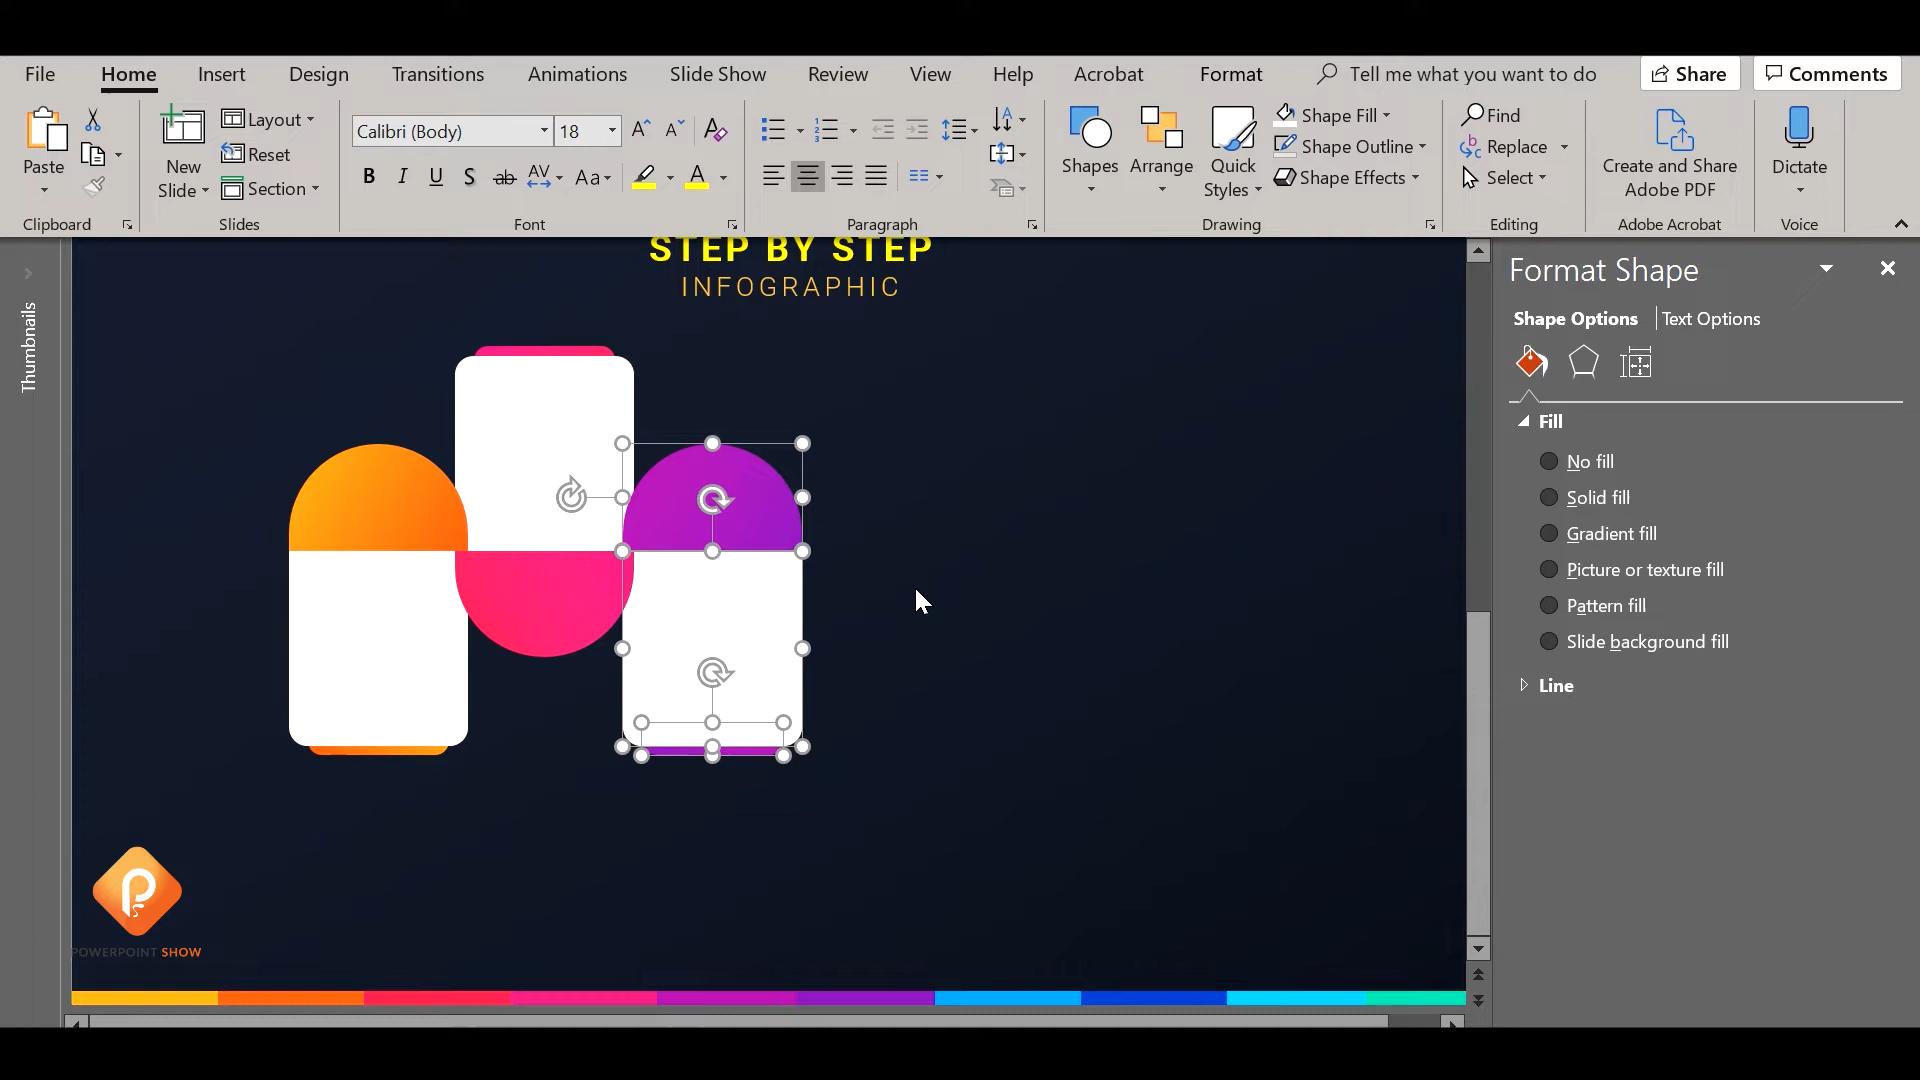 File Home Insert Design Transitions Animations Slide Show Review View Help Acrobat Format Tell me what you want to do Share Comments
Paste
Clipboard
New Slide
Layout
Reset
Section
Slides
Calibri (Body) 18
B I U S ab AV Aa A
Font
Paragraph
Shapes
Arrange
Quick Styles
Shape Fill
Shape Outline
Shape Effects
Drawing
Find
Replace
Select
Editing
Create and Share
Adobe PDF
Adobe Acrobat
Dictate
Voice
Thumbnails
STEP BY STEP
INFOGRAPHIC
POWERPOINT SHOW
Format Shape
Shape Options Text Options
Fill
No fill
Solid fill
Gradient fill
Picture or texture fill
Pattern fill
Slide background fill
Line